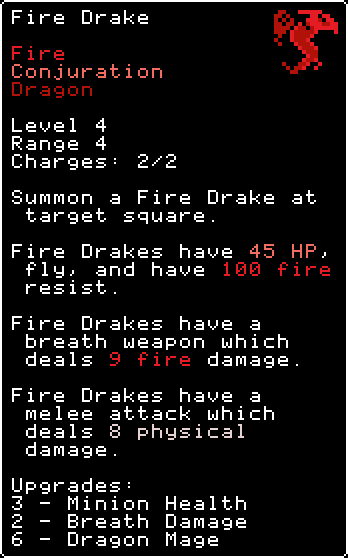 Fire Drake
Fire
Conjuration
Dragon
Level 4
Range 4
Charges: 2/2
Summon a Fire Drake at
target square.
Fire Drakes have 45 HP,
fly, and have 100 fire
resist.
Fire Drakes have a
breath weapon which
deals 9 fire damage.
Fire Drakes have a
melee attack which
deals 8 physical
damage.
Upgrades:
3 - Minion Health
2 - Breath Damage
6 - Dragon Mage